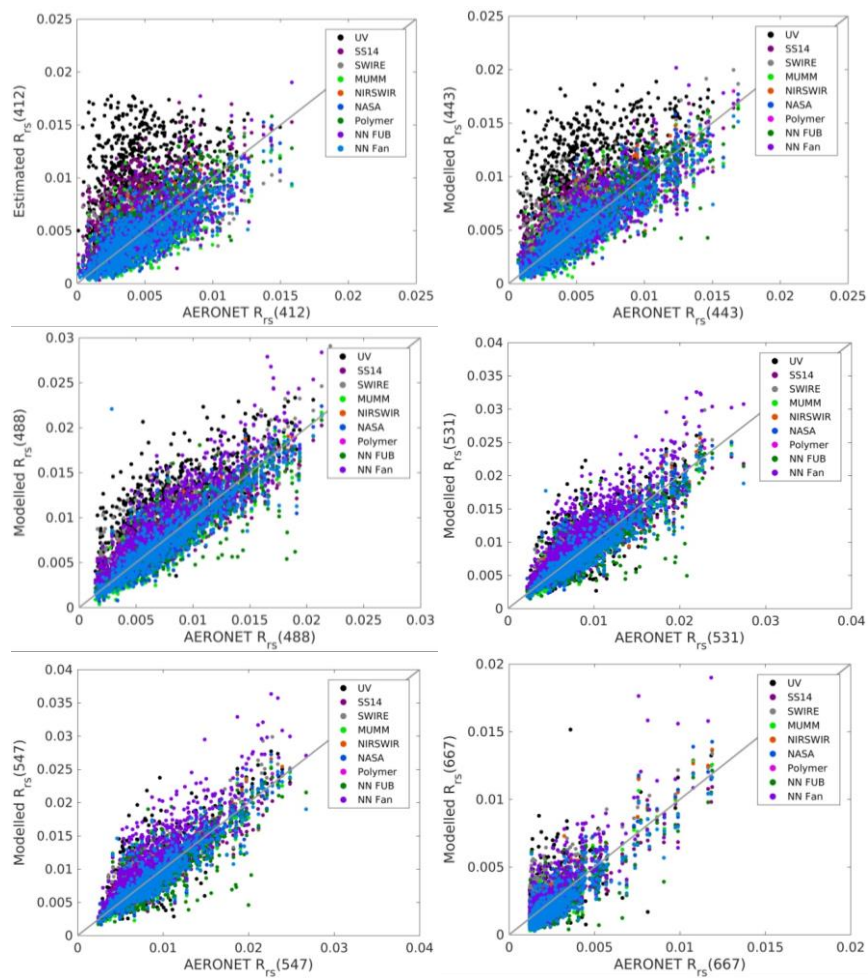 0.025
0.02
0.015
0.01
0.005
0
Estimated R_rs(412)
UV
SS14
SWIRE
MUMM
NIRSWIR
NASA
Polymer
NN FUB
NN Fan
0 0.005 0.01 0.015 0.02 0.025
AERONET R_rs(412)
0.025
0.02
0.015
0.01
0.005
0
Modelled R_rs(443)
UV
SS14
SWIRE
MUMM
NIRSWIR
NASA
Polymer
NN FUB
NN Fan
0 0.005 0.01 0.015 0.02 0.025
AERONET R_rs(443)
0.03
0.025
0.02
0.015
0.01
0.005
0
Modelled R_rs(488)
UV
SS14
SWIRE
MUMM
NIRSWIR
NASA
Polymer
NN FUB
NN Fan
0 0.005 0.01 0.015 0.02 0.025 0.03
AERONET R_rs(488)
0.04
0.035
0.03
0.025
0.02
0.015
0.01
0.005
0
Modelled R_rs(531)
UV
SS14
SWIRE
MUMM
NIRSWIR
NASA
Polymer
NN FUB
NN Fan
0 0.01 0.02 0.03 0.04
AERONET R_rs(531)
0.04
0.035
0.03
0.025
0.02
0.015
0.01
0.005
0
Modelled R_rs(547)
UV
SS14
SWIRE
MUMM
NIRSWIR
NASA
Polymer
NN FUB
NN Fan
0 0.01 0.02 0.03 0.04
AERONET R_rs(547)
0.02
0.015
0.01
0.005
0
Modelled R_rs(667)
UV
SS14
SWIRE
MUMM
NIRSWIR
NASA
Polymer
NN FUB
NN Fan
0 0.005 0.01 0.015 0.02
AERONET R_rs(667)